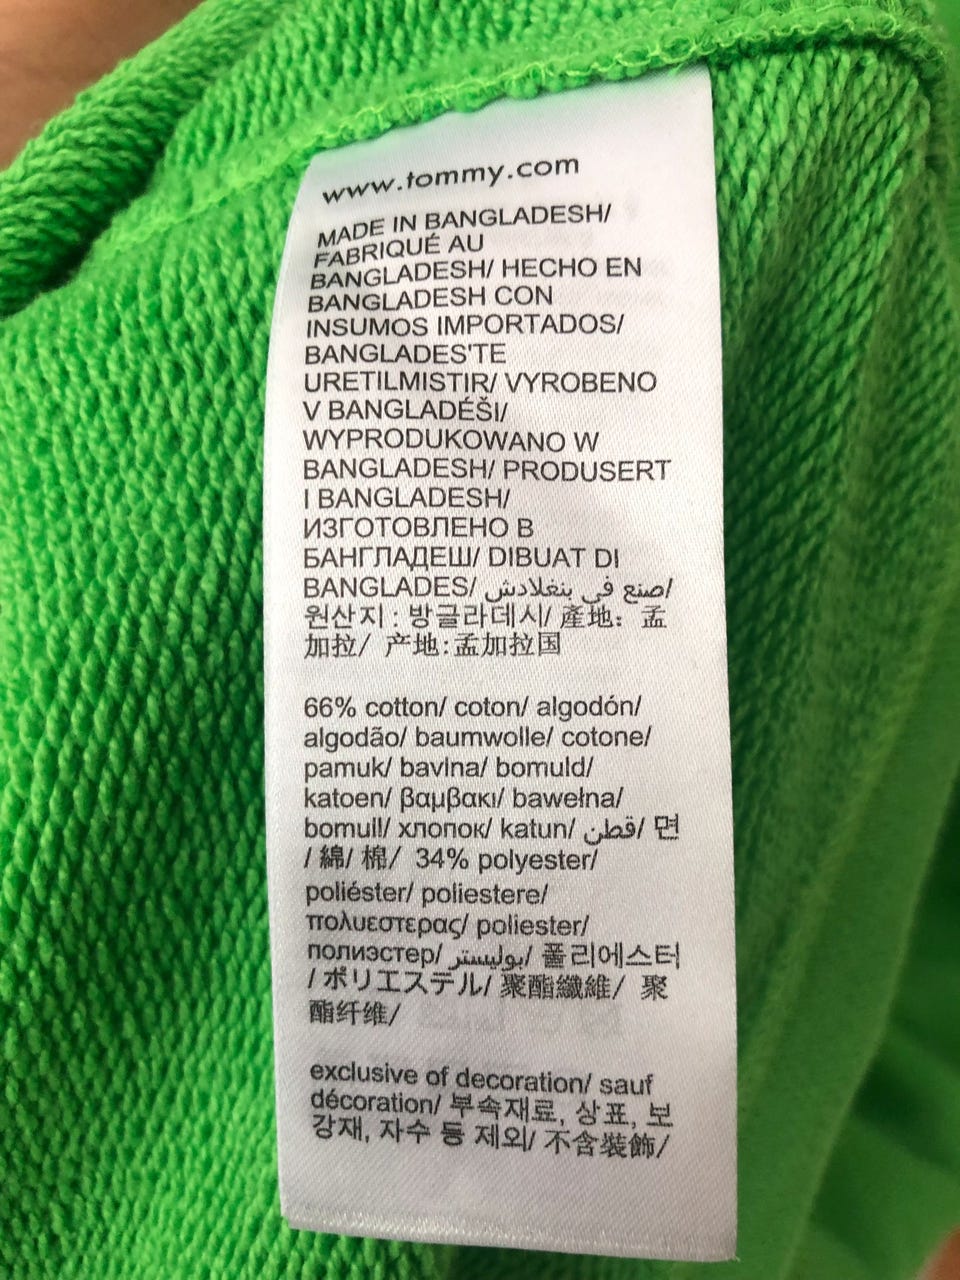 www.tommy.com
MADE IN BANGLADESH/
FABRIQUÉ AU
BANGLADESH/ HECHO EN
BANGLADESH CON
INSUMOS IMPORTADOS/
BANGLADES'TE
URETILMISTIR/ VYROBENO
V BANGLADÉŠI/
WYPRODUKOWANO W
BANGLADESH/ PRODUSERT
I BANGLADESH/
ИЗГОТОВЛЕНО В
БАНГЛАДЕШ/ DIBUAT DI
BANGLADES/ صنع في بنغلادش/
원산지 : 방글라데시/ 產地: 孟
加拉/ 产地:孟加拉国
66% cotton/ coton/ algodón/
algodão/ baumwolle/ cotone/
pamuk/ bavlna/ bomuld/
katoen/ βαμβακι/ bawełna/
bomull/ хлопок/ katun/ قطن/ 면
/ 綿/ 棉/ 34% polyester/
poliéster/ poliestere/
πολυεστερας/ poliester/
полиэстер/ بوليستر/ 폴리에스터
/ ポリエステル/ 聚酯纖維/ 聚
酯纤维/
exclusive of decoration/ sauf
décoration/ 부속재료, 상표, 보
강재, 자수 등 제외/ 不含裝飾/